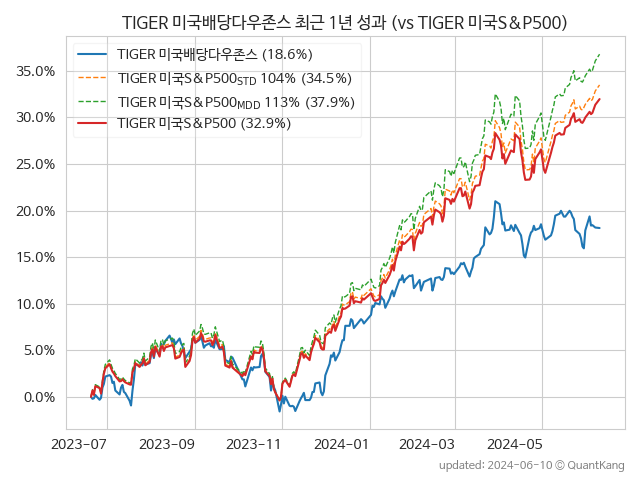 TIGER 미국배당다우존스 최근 1년 성과 (vs TIGER 미국S&P500)
TIGER 미국배당다우존스 (18.6%)
TIGER 미국S&P500STD 104% (34.5%)
TIGER 미국S&P500MDD 113% (37.9%)
TIGER 미국S&P500 (32.9%)
35.0%
30.0%
25.0%
20.0%
15.0%
10.0%
5.0%
0.0%
2023-07 2023-09 2023-11 2024-01 2024-03 2024-05
updated: 2024-06-10 © QuantKang